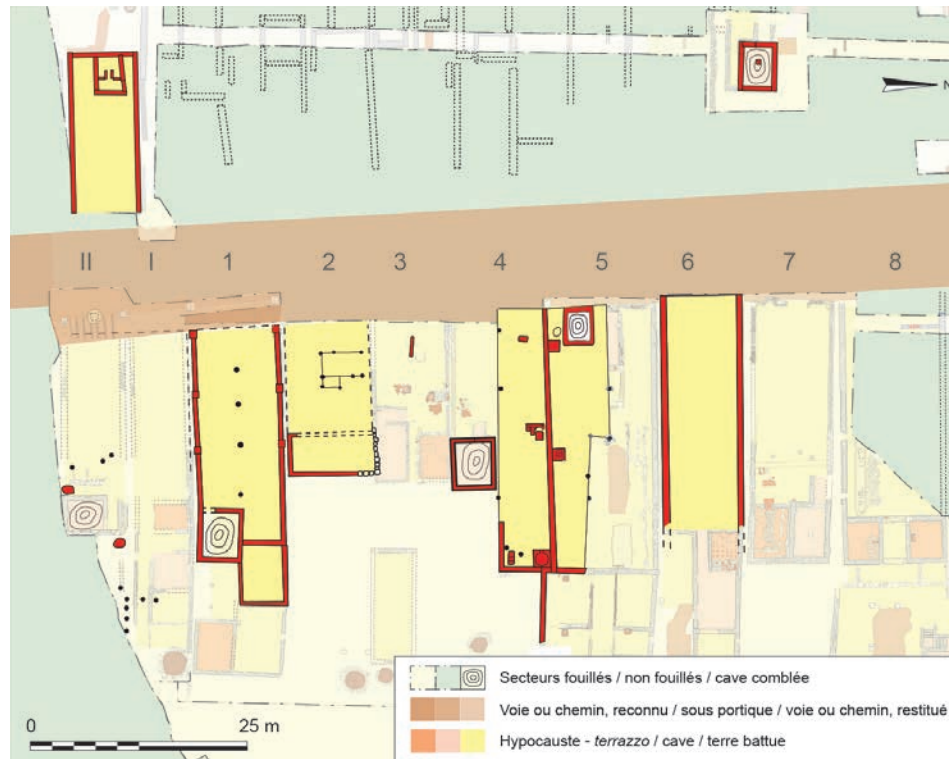 N
II I 1 2 3 4 5 6 7 8
Secteurs fouillés / non fouillés / cave comblée
Voie ou chemin, reconnu / sous portique / voie ou chemin, restitué
Hypocauste - terrazzo / cave / terre battue
0 25 m